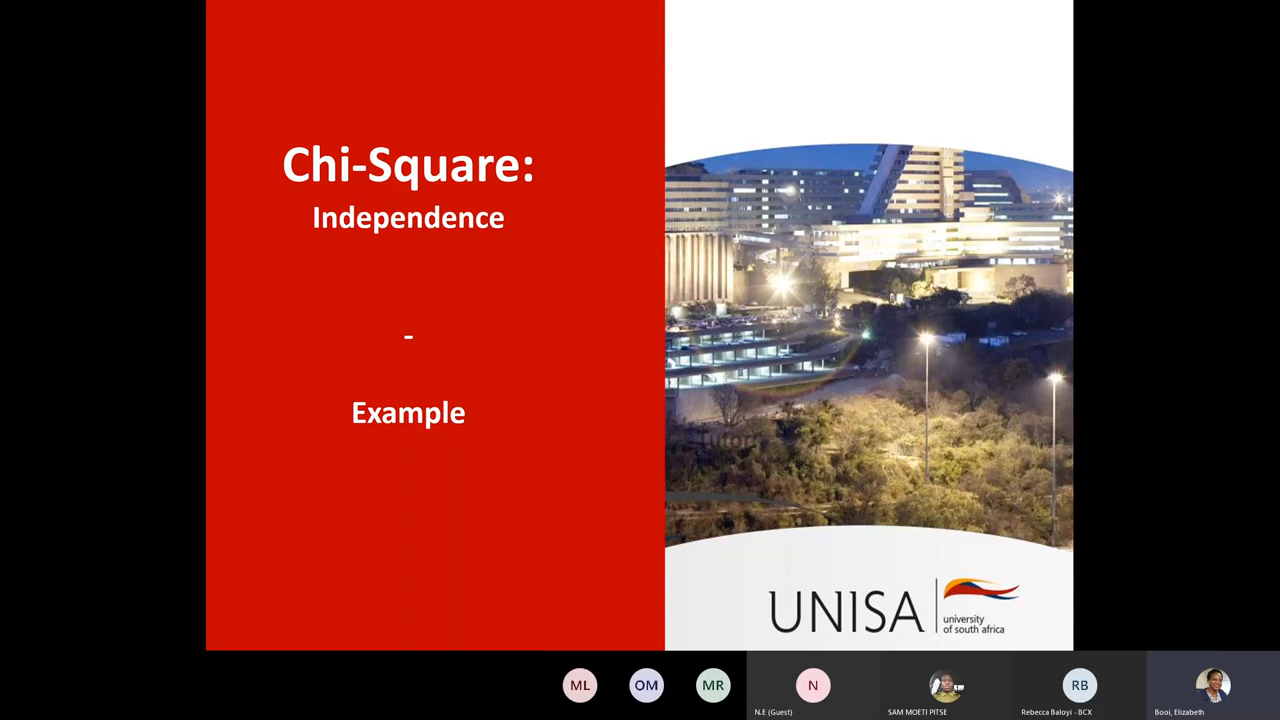 Chi-Square:
Independence
-
Example
Tutor
UNISA
university
of south africa
ML
OM
MR
N
RB
N.E (Guest)
SAM MOETI PITSE
Rebecca Baloyi - BCX
Booi, Elizabeth